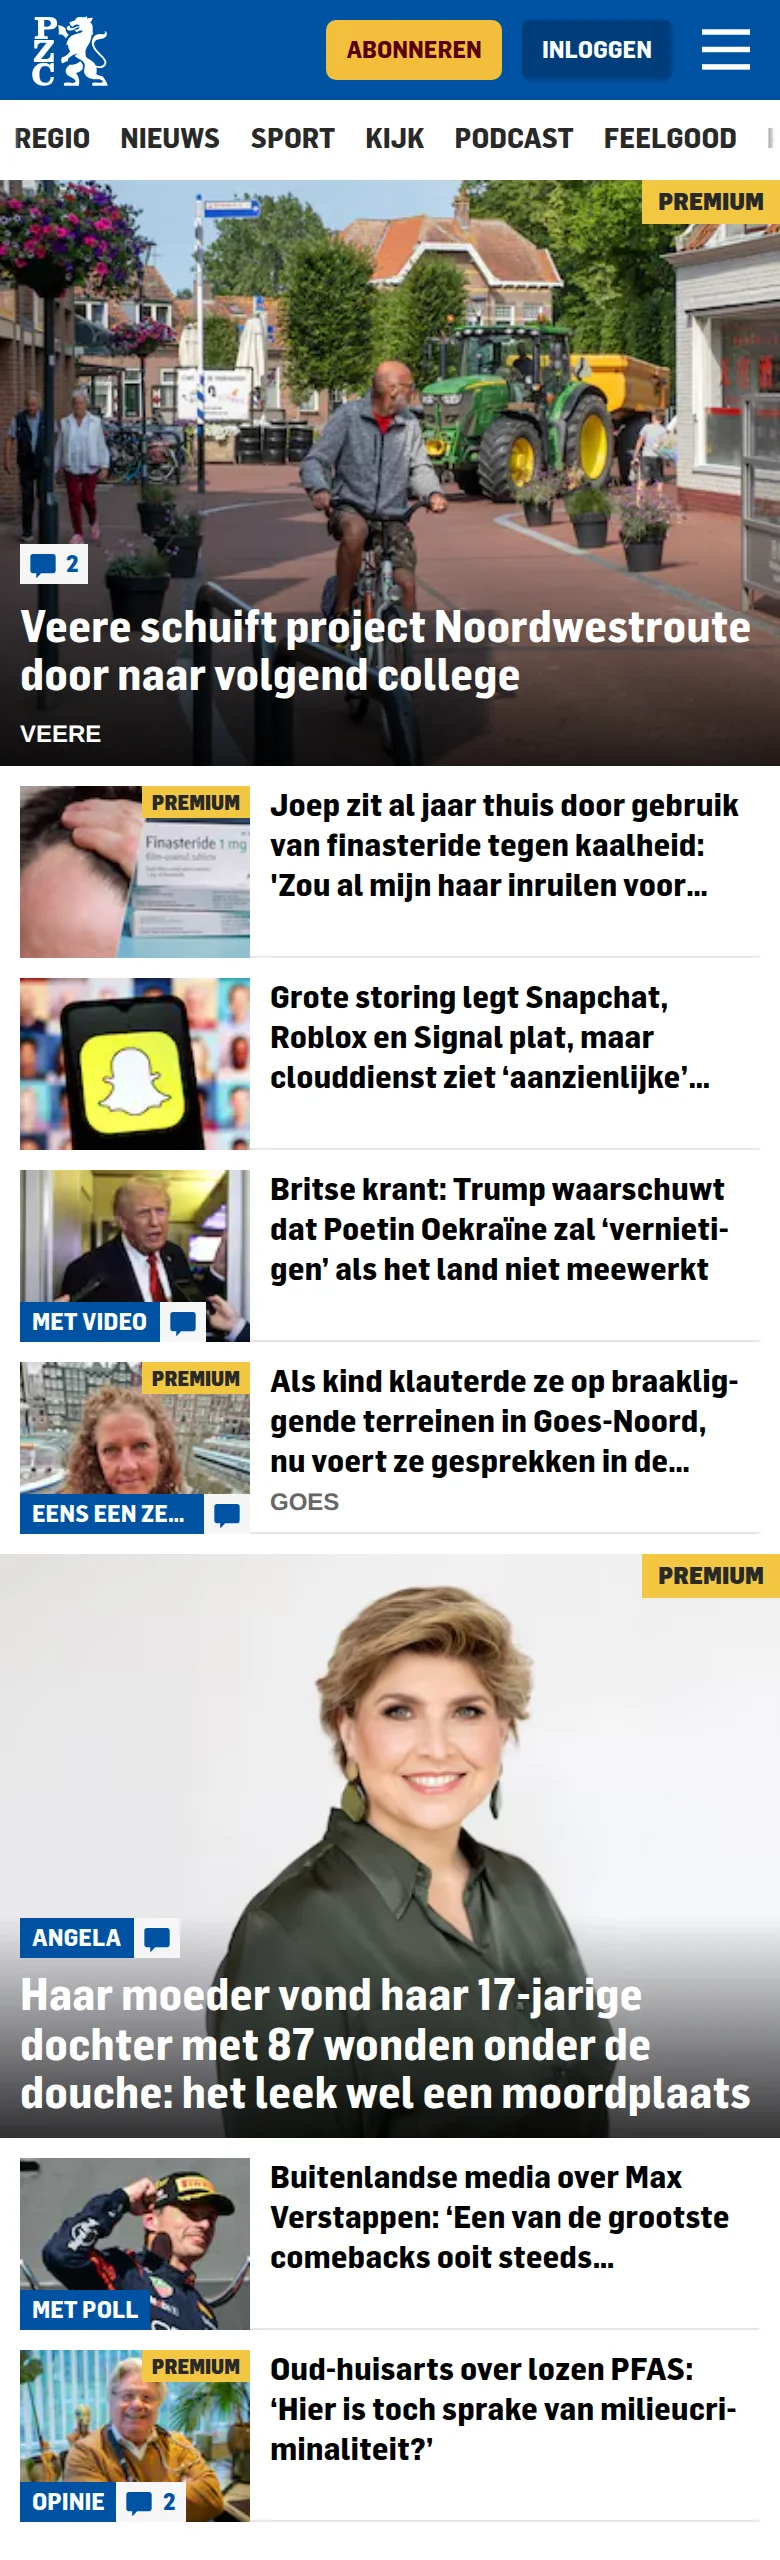 PZC
ABONNEREN
INLOGGEN
REGIO NIEUWS SPORT KIJK PODCAST FEELGOOD
PREMIUM
2
Veere schuift project Noordwestroute
door naar volgend college
VEERE
PREMIUM
Finasteride 1 mg
Joep zit al jaar thuis door gebruik
van finasteride tegen kaalheid:
'Zou al mijn haar inruilen voor...
Grote storing legt Snapchat,
Roblox en Signal plat, maar
clouddienst ziet ‘aanzienlijke’...
MET VIDEO
Britse krant: Trump waarschuwt
dat Poetin Oekraïne zal ‘vernieti-
gen’ als het land niet meewerkt
PREMIUM
EENS EEN ZE...
Als kind klauterde ze op braaklig-
gende terreinen in Goes-Noord,
nu voert ze gesprekken in de...
GOES
PREMIUM
ANGELA
Haar moeder vond haar 17-jarige
dochter met 87 wonden onder de
douche: het leek wel een moordplaats
MET POLL
Buitenlandse media over Max
Verstappen: ‘Een van de grootste
comebacks ooit steeds...
PREMIUM
OPINIE
2
Oud-huisarts over lozen PFAS:
‘Hier is toch sprake van milieucri-
minaliteit?’